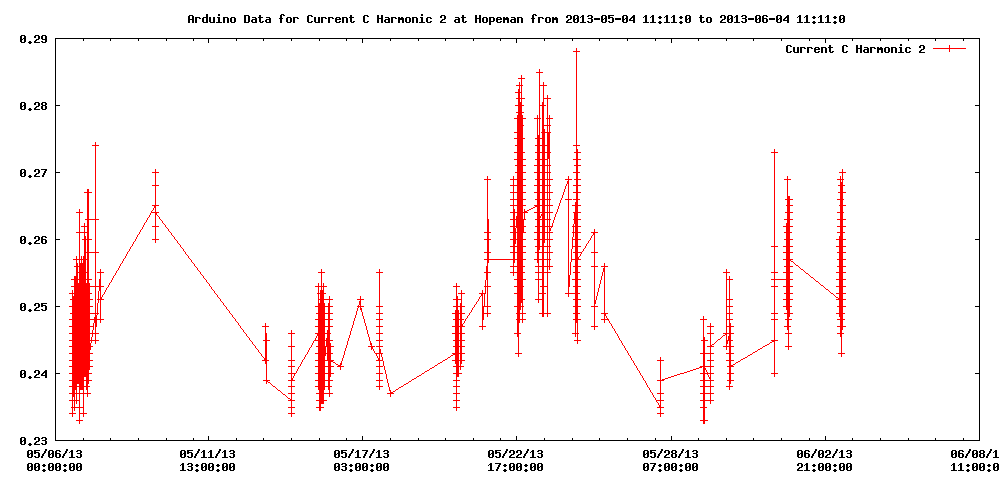 Arduino Data for Current C Harmonic 2 at Hopeman from 2013-05-04 11:11:0 to 2013-06-04 11:11:0
0.29
Current C Harmonic 2
0.28
0.27
0.26
0.25
0.24
0.23
05/06/13 05/11/13 05/17/13 05/22/13 05/28/13 06/02/13 06/08/1
00:00:00 13:00:00 03:00:00 17:00:00 07:00:00 21:00:00 11:00:0